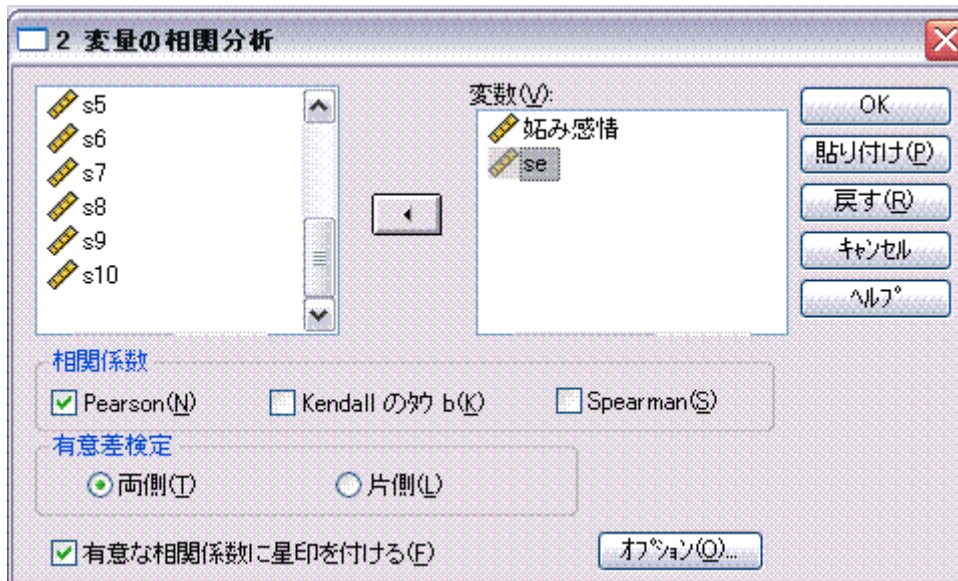 2 変量の相関分析
s5
s6
s7
s8
s9
s10
変数(V):
妬み感情
se
OK
貼り付け(P)
戻す(R)
キャンセル
ヘルプ
相関係数
Pearson(N)
Kendall のタウ b(K)
Spearman(S)
有意差検定
両側(T)
片側(L)
有意な相関係数に星印を付ける(F)
オプション(O)...